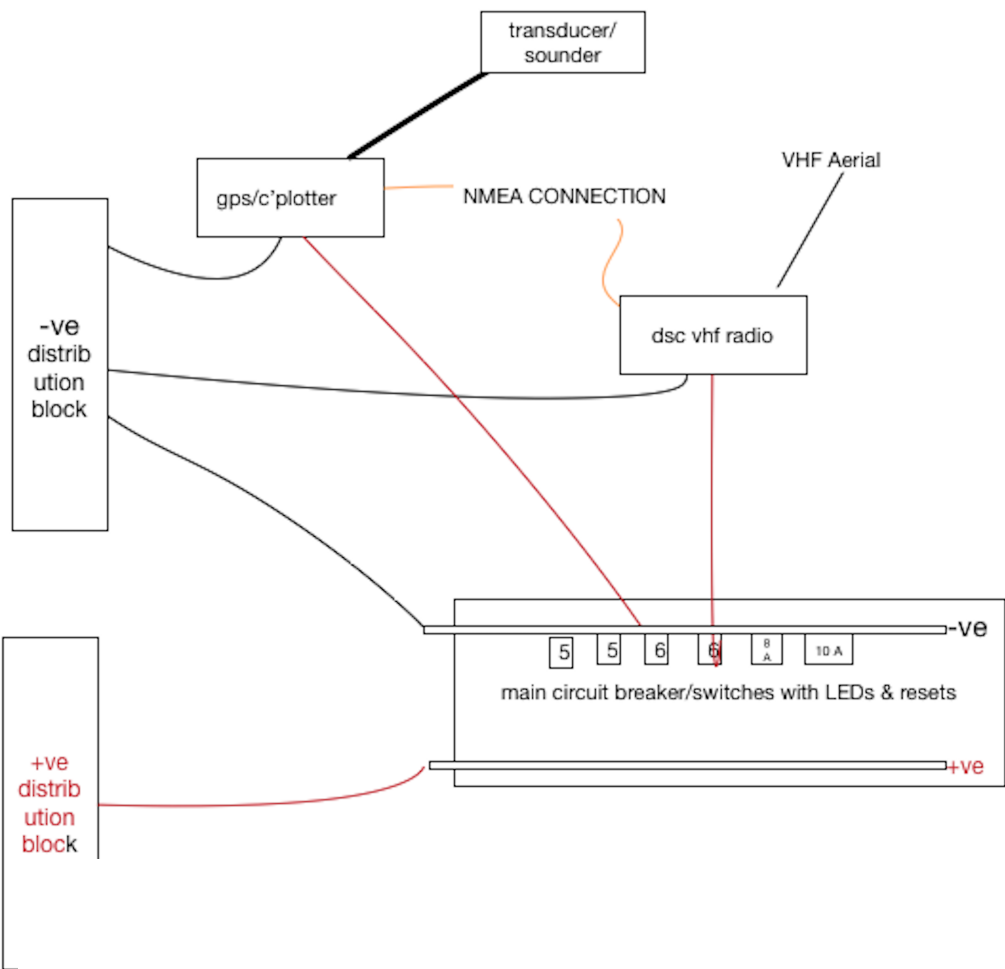 transducer/
sounder
VHF Aerial
gps/c'plotter
NMEA CONNECTION
-ve
distrib
ution
block
dsc vhf radio
-ve
5
5
6
6
8
A
10 A
main circuit breaker/switches with LEDs & resets
+ve
distrib
ution
block
+ve